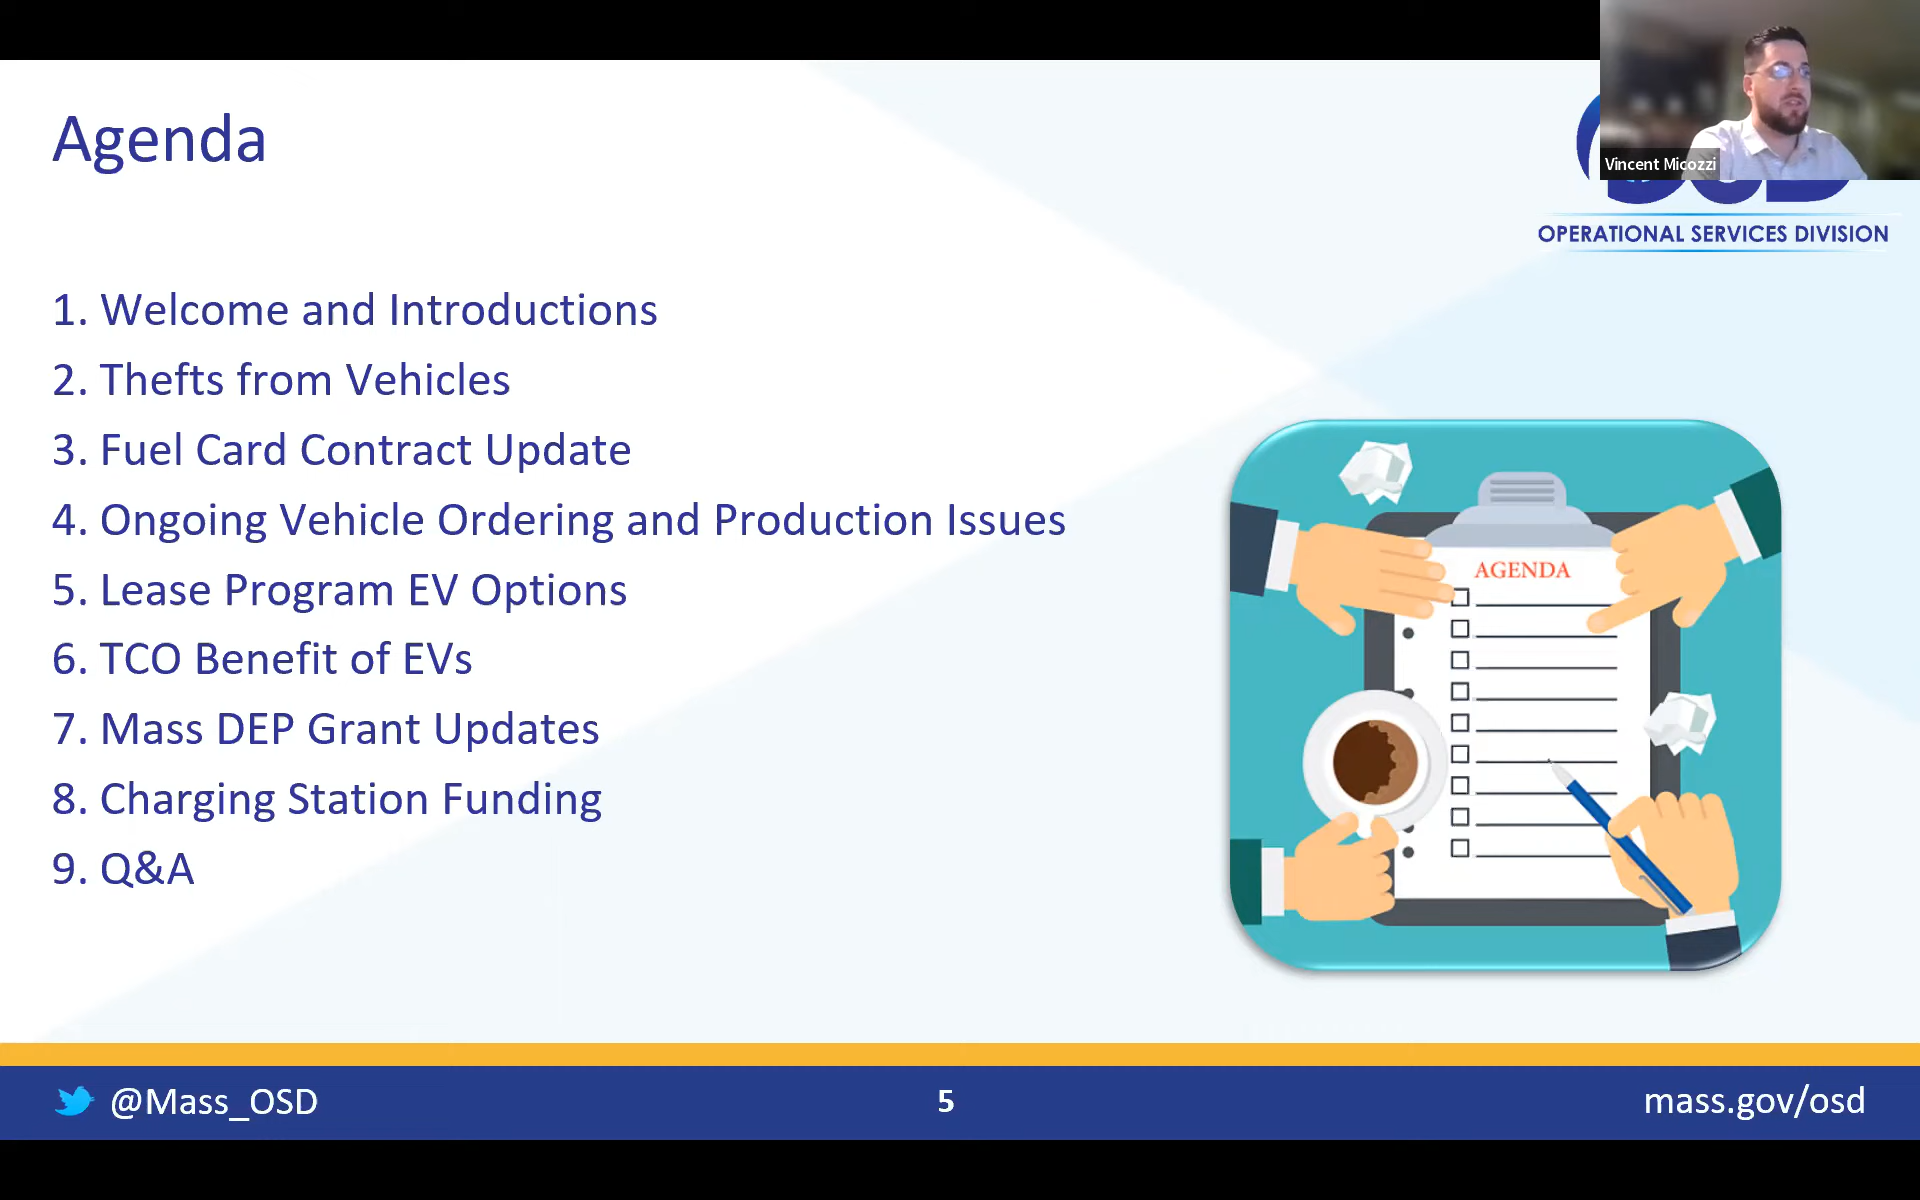 Agenda
Vincent Micozzi
OPERATIONAL SERVICES DIVISION
1. Welcome and Introductions
2. Thefts from Vehicles
3. Fuel Card Contract Update
4. Ongoing Vehicle Ordering and Production Issues
5. Lease Program EV Options
6. TCO Benefit of EVs
7. Mass DEP Grant Updates
8. Charging Station Funding
9. Q&A
AGENDA
@Mass_OSD
5
mass.gov/osd